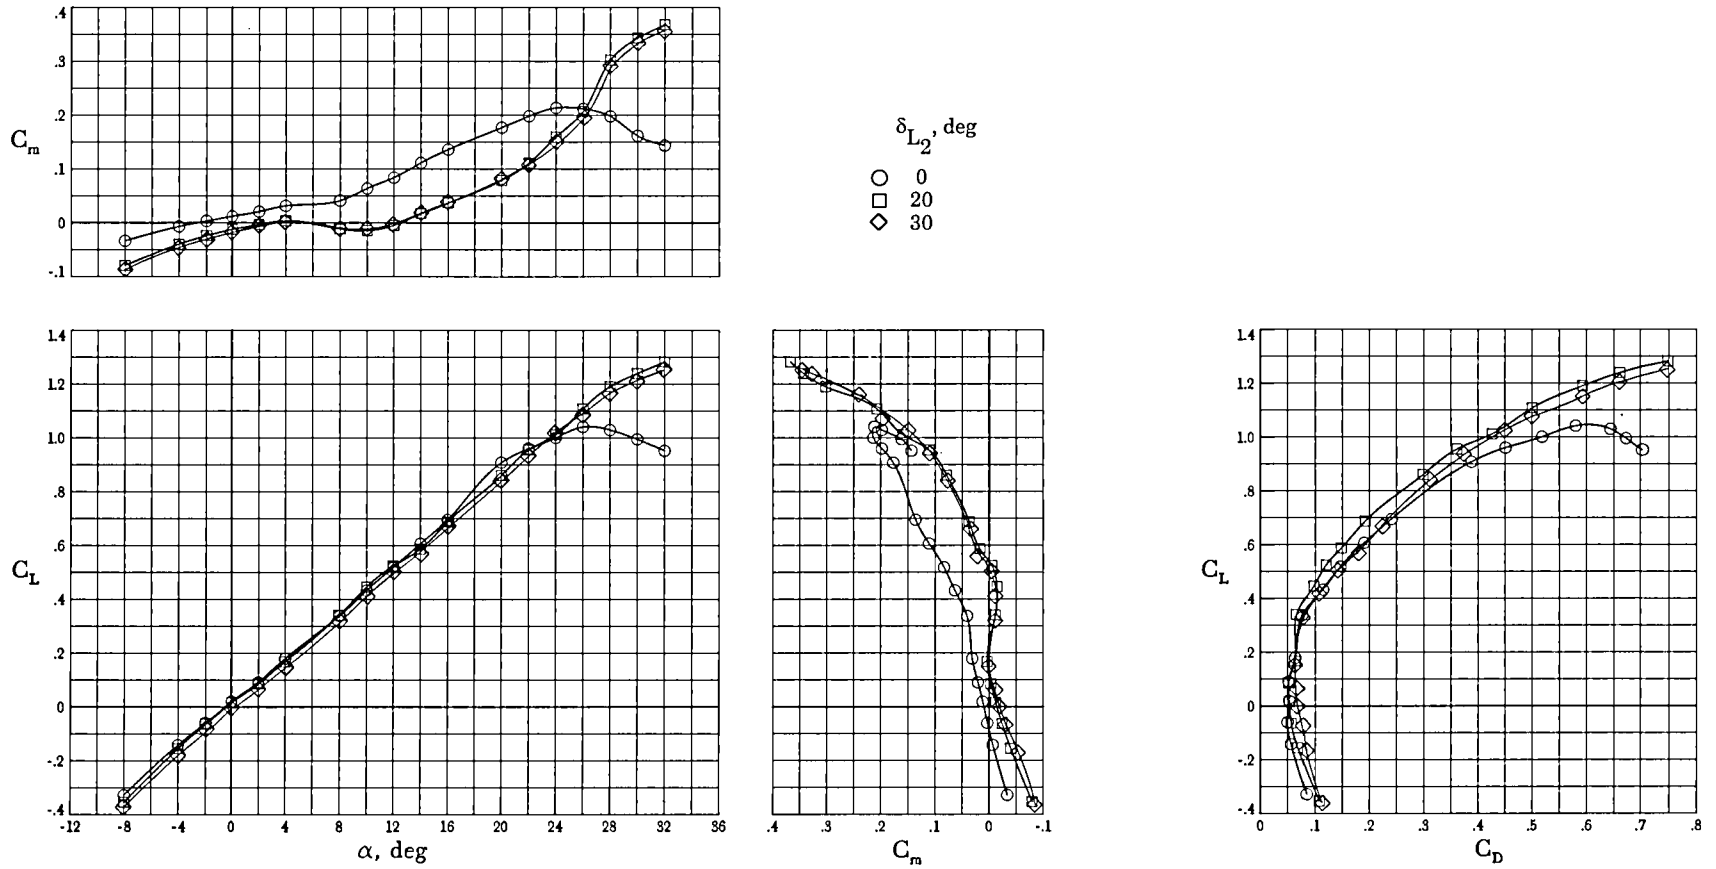 .4
.3
.2
.1
0
-.1
C_m
δ_L2, deg
0
20
30
1.4
1.2
1.0
.8
.6
.4
.2
0
-.2
-.4
C_L
-12 -8 -4 0 4 8 12 16 20 24 28 32 36
α, deg
.4 .3 .2 .1 0 -.1
C_m
1.4
1.2
1.0
.8
.6
.4
.2
0
-.2
-.4
C_L
0 .1 .2 .3 .4 .5 .6 .7 .8
C_D